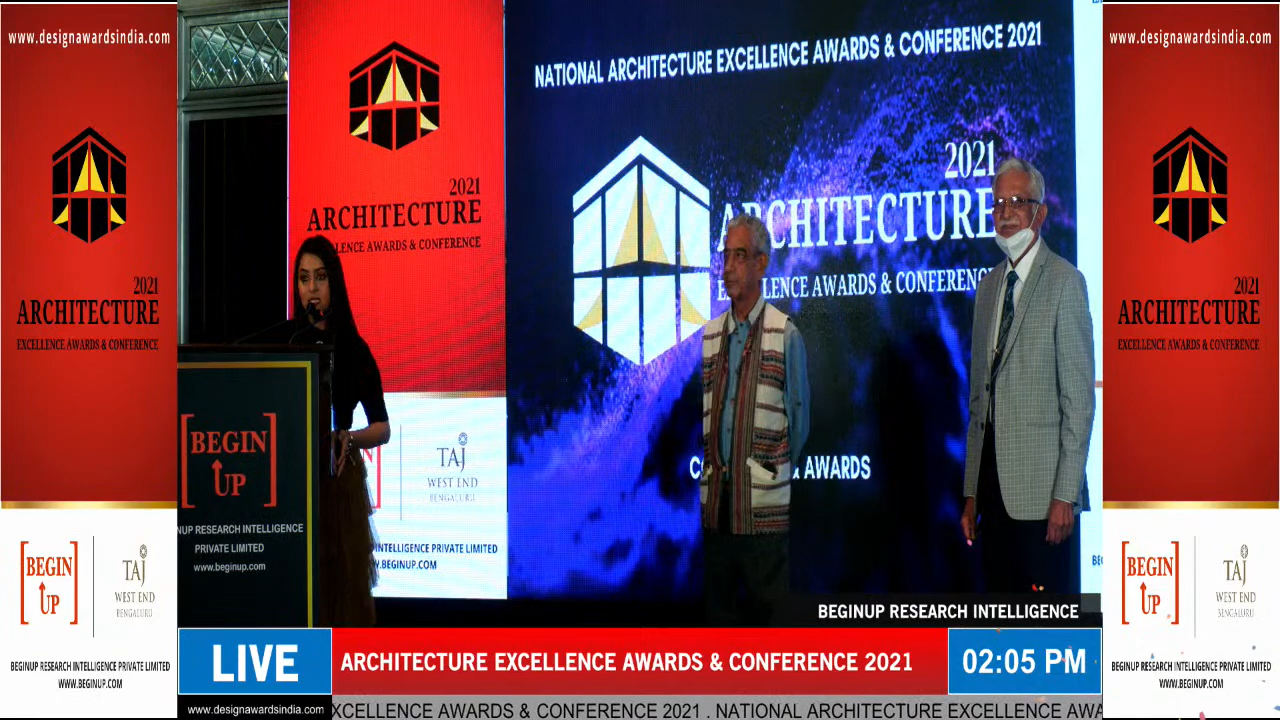 www.designawardsindia.com
2021
ARCHITECTURE
EXCELLENCE AWARDS & CONFERENCE
BEGIN
UP
TAJ
WEST END
BENGALURU
BEGINUP RESEARCH INTELLIGENCE PRIVATE LIMITED
WWW.BEGINUP.COM
2021
ARCHITECTURE
LENCE AWARDS & CONFERENCE
TAJ
WEST END
BENGALURU
INTELLIGENCE PRIVATE LIMITED
BEGINUP.COM
BEGIN
UP
NUP RESEARCH INTELLIGENCE
PRIVATE LIMITED
www.beginup.com
NATIONAL ARCHITECTURE EXCELLENCE AWARDS & CONFERENCE 2021
2021
ARCHITECTURE
LENCE AWARDS & CONFERENC
AWARDS
BEGINUP RESEARCH INTELLIGENCE
LIVE
ARCHITECTURE EXCELLENCE AWARDS & CONFERENCE 2021
02:05 PM
www.designawardsindia.com
XCELLENCE AWARDS & CONFERENCE 2021 . NATIONAL ARCHITECTURE EXCELLENCE AWA
www.designawardsindia.com
2021
ARCHITECTURE
EXCELLENCE AWARDS & CONFERENCE
BEGIN
UP
TAJ
WEST END
BENGALURU
BEGINUP RESEARCH INTELLIGENCE PRIVATE LIMITED
WWW.BEGINUP.COM